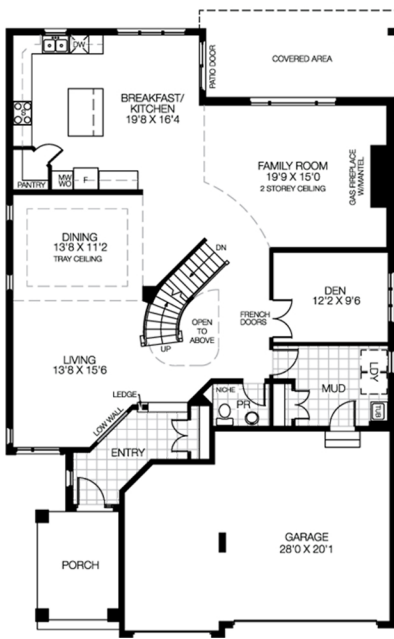 DW
PATIO DOOR
COVERED AREA
BREAKFAST/
KITCHEN
19'8 X 16'4
FAMILY ROOM
19'9 X 15'0
2 STOREY CEILING
GAS FIREPLACE
W/MANTEL
PANTRY
MW
WO
F
DINING
13'8 X 11'2
TRAY CEILING
DN
DEN
12'2 X 9'6
FRENCH
DOORS
OPEN
TO
ABOVE
UP
LIVING
13'8 X 15'6
LDY
MUD
TUB
NICHE
PR
LEDGE
LOW WALL
ENTRY
GARAGE
28'0 X 20'1
PORCH